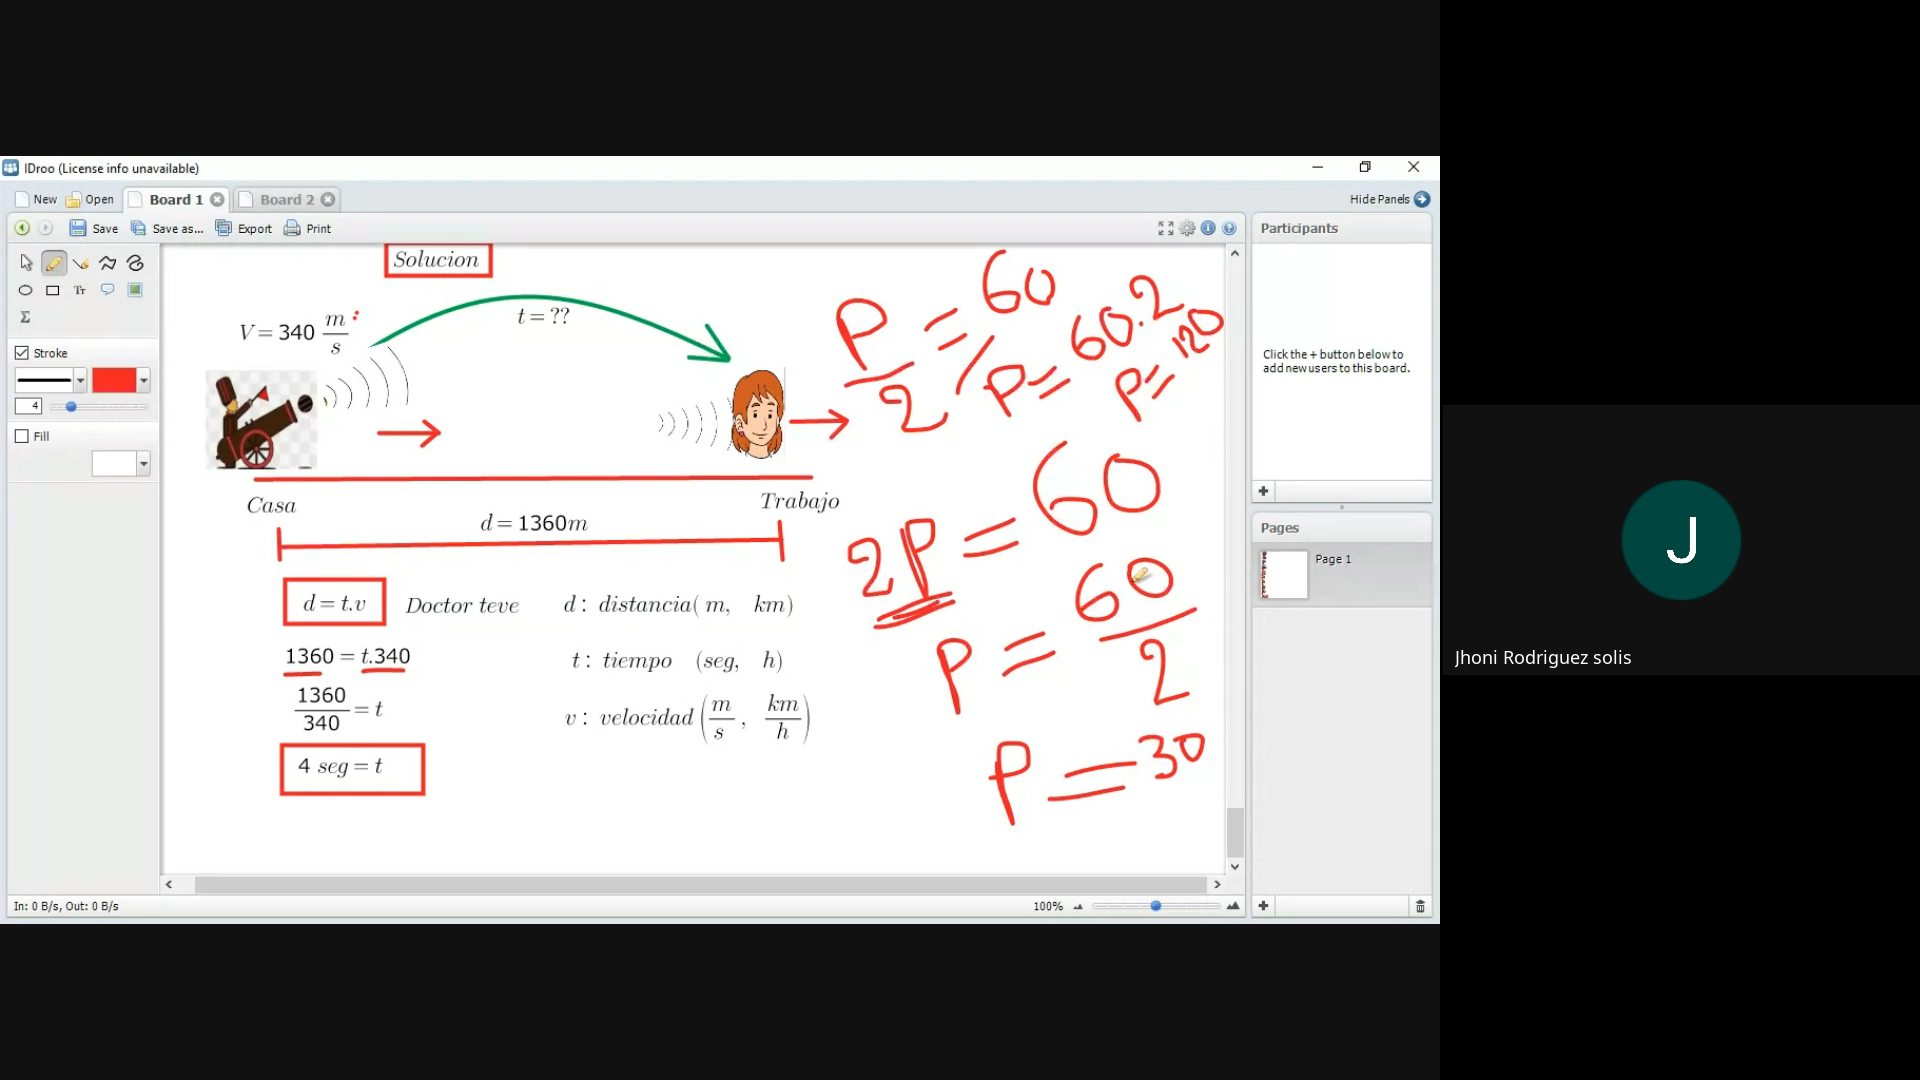 IDroo (License info unavailable)
New Open Board 1 Board 2 Hide Panels
Save Save as... Export Print
Participants
Click the + button below to
add new users to this board.
Pages
Page 1
Stroke
4
Fill
Solucion
V = 340 m/s
t = ??
Casa
Trabajo
d = 1360m
d = t.v Doctor teve d : distancia( m, km)
1360 = t.340 t : tiempo (seg, h)
1360/340 = t v : velocidad (m/s , km/h)
4 seg = t
P/2 = 60 / P = 60.2
P = 120
2P = 60
P = 60/2
P = 30
In: 0 B/s, Out: 0 B/s 100%
J
Jhoni Rodriguez solis